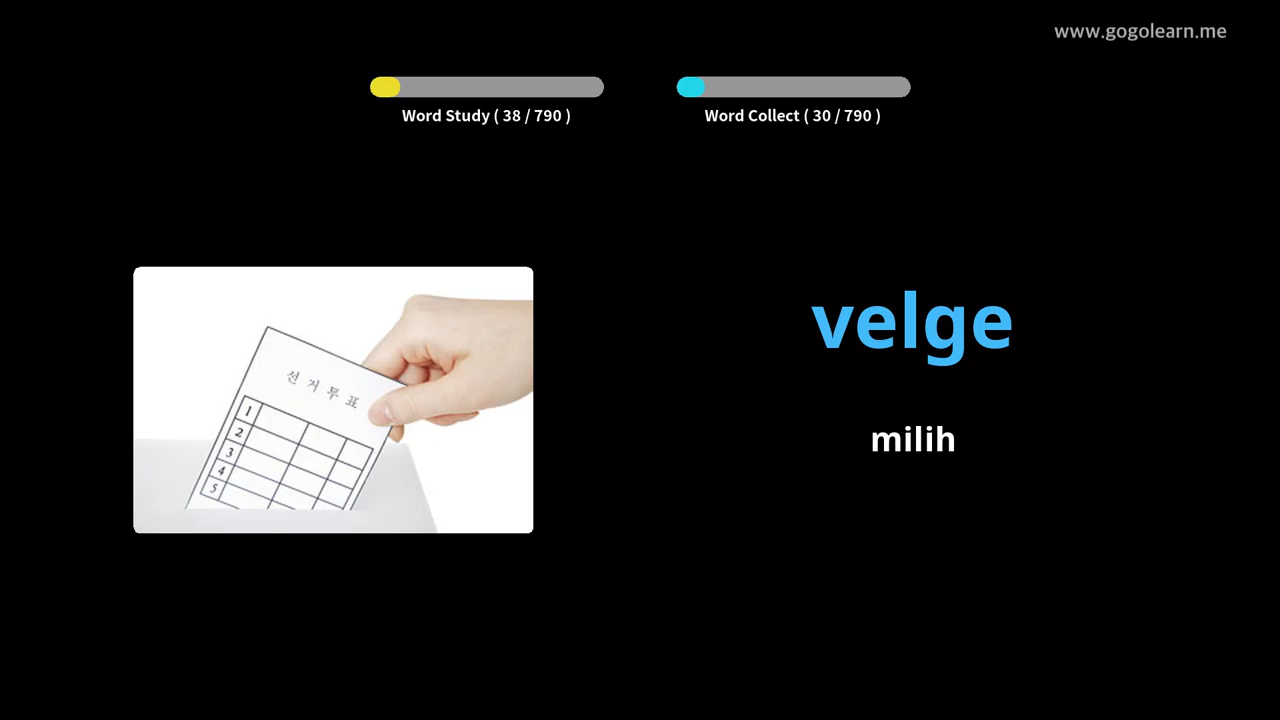 www.gogolearn.me
Word Study ( 38 / 790 )
Word Collect ( 30 / 790 )
선거투표
1
2
3
4
5
velge
milih